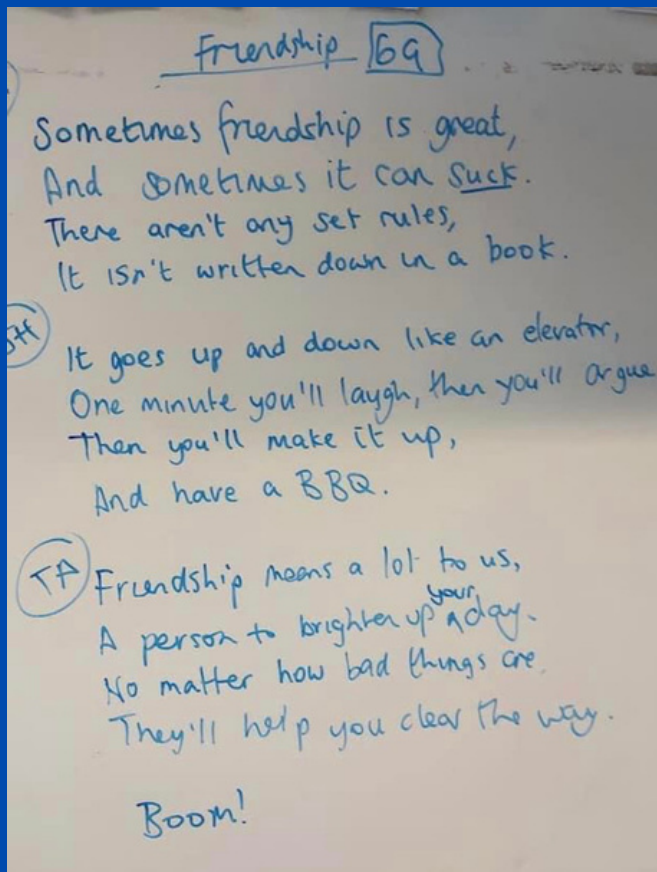 Friendship 6G
Sometimes friendship is great,
And sometimes it can suck.
There aren't any set rules,
It isn't written down in a book.
It goes up and down like an elevator,
One minute you'll laugh, then you'll argue
Then you'll make it up,
And have a BBQ.
TA Friendship means a lot to us,
A person to brighten up your day.
No matter how bad things are.
They'll help you clear the way.
Boom!